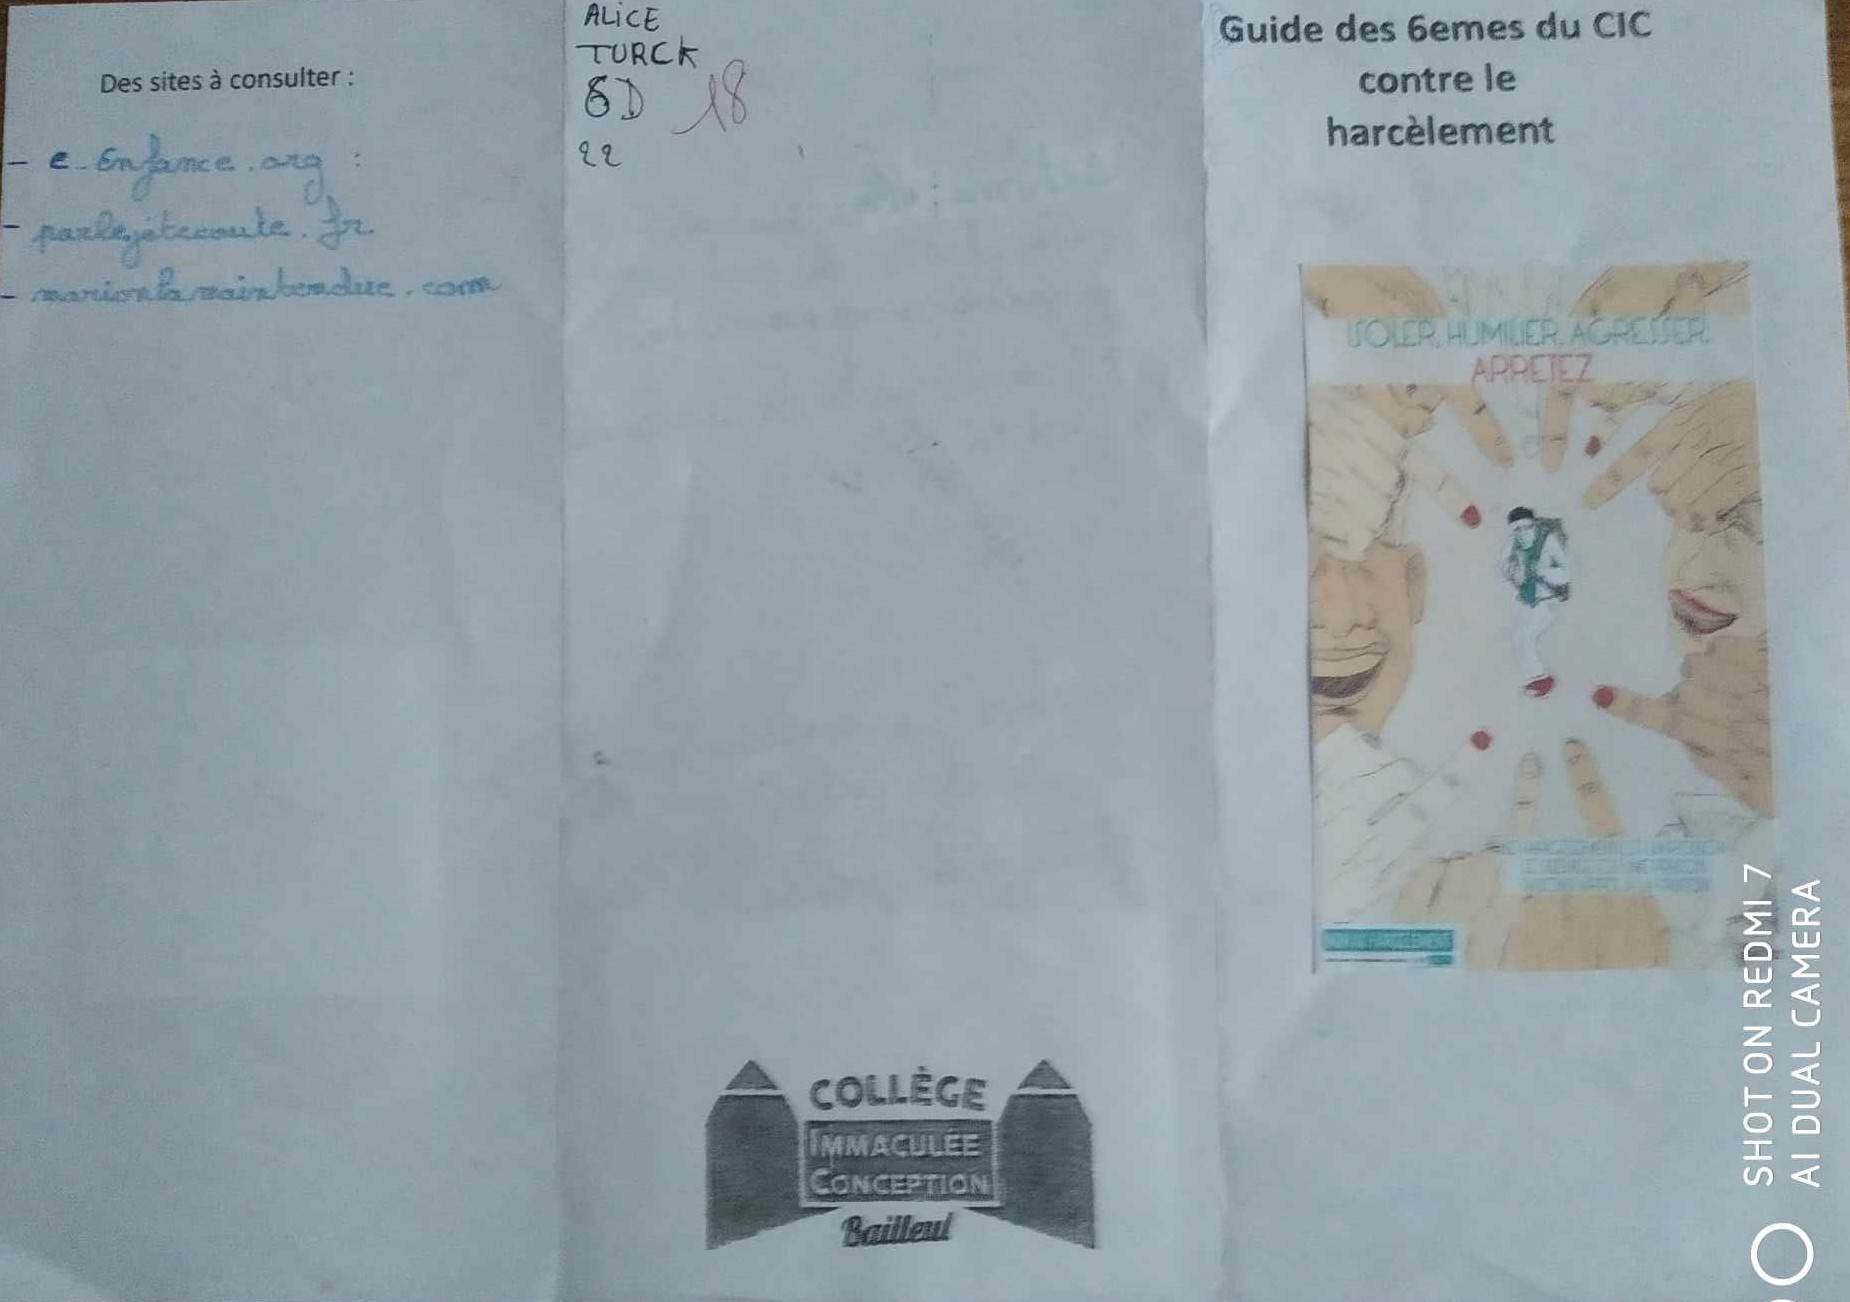 Des sites à consulter :
- e-Enfance.org :
- parlejetecoute.fr.
- marionlamaintendue.com
ALICE
TURCK
6D 18
22
COLLÈGE
IMMACULÉE
CONCEPTION
Bailleul
Guide des 6emes du CIC
contre le
harcèlement
ISOLER, HUMILIER, AGRESSER.
ARRETEZ
SHOT ON REDMI 7
AI DUAL CAMERA